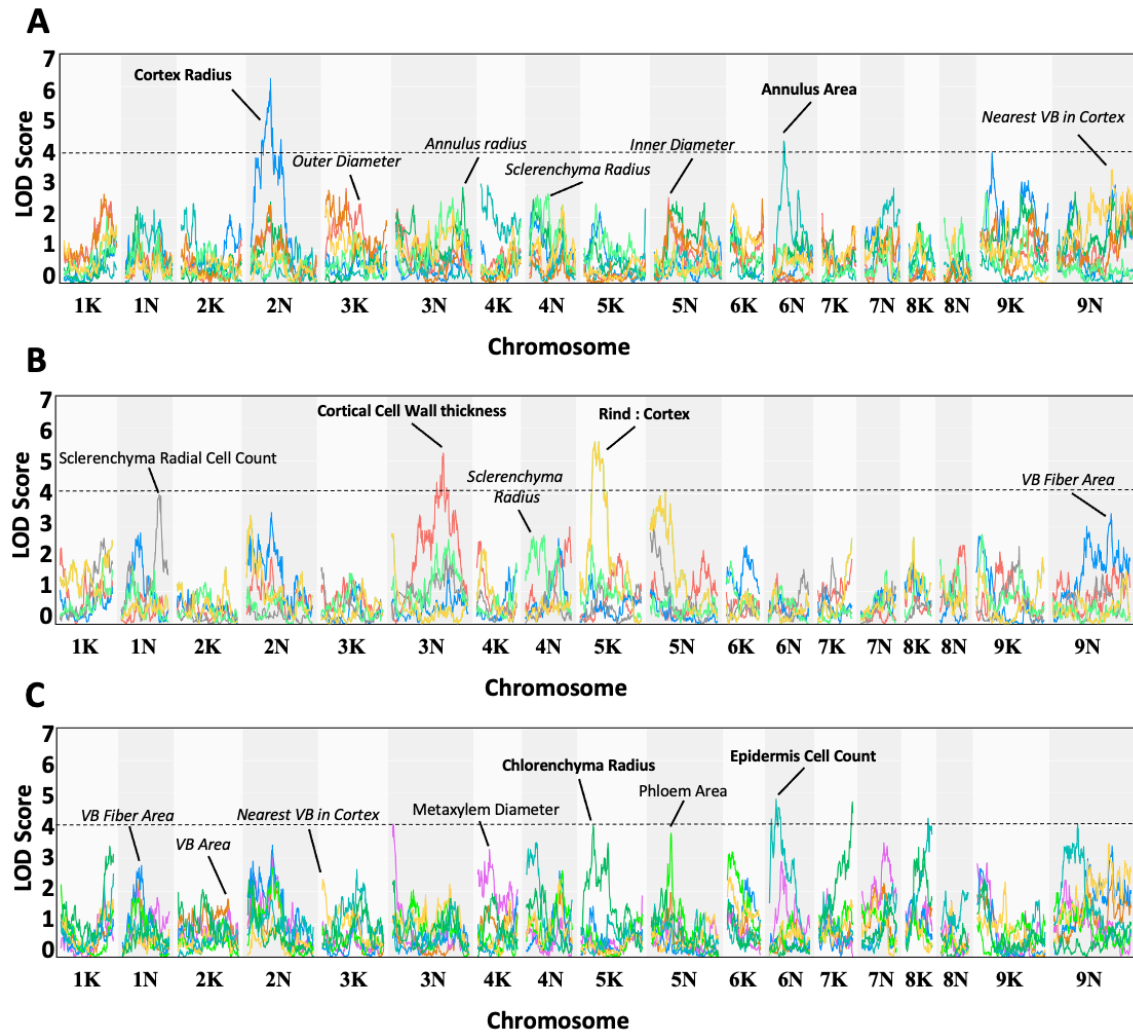 A
7
6
5
4
3
2
1
0
LOD Score
Cortex Radius
Outer Diameter
Annulus radius
Sclerenchyma Radius
Inner Diameter
Annulus Area
Nearest VB in Cortex
1K 1N 2K 2N 3K 3N 4K 4N 5K 5N 6K 6N 7K 7N 8K 8N 9K 9N
Chromosome
B
7
6
5
4
3
2
1
0
LOD Score
Sclerenchyma Radial Cell Count
Cortical Cell Wall thickness
Sclerenchyma
Radius
Rind : Cortex
VB Fiber Area
1K 1N 2K 2N 3K 3N 4K 4N 5K 5N 6K 6N 7K 7N 8K 8N 9K 9N
Chromosome
C
7
6
5
4
3
2
1
0
LOD Score
VB Fiber Area
VB Area
Nearest VB in Cortex
Metaxylem Diameter
Chlorenchyma Radius
Phloem Area
Epidermis Cell Count
1K 1N 2K 2N 3K 3N 4K 4N 5K 5N 6K 6N 7K 7N 8K 8N 9K 9N
Chromosome